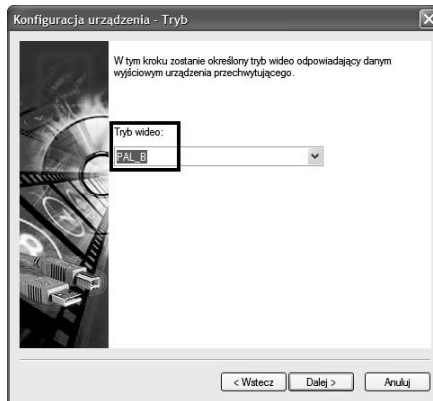 Konfiguracja urządzenia - Tryb
W tym kroku zostanie określony tryb wideo odpowiadający danym
wyjściowym urządzenia przechwytującego.
Tryb wideo:
PAL_B
< Wstecz Dalej > Anuluj